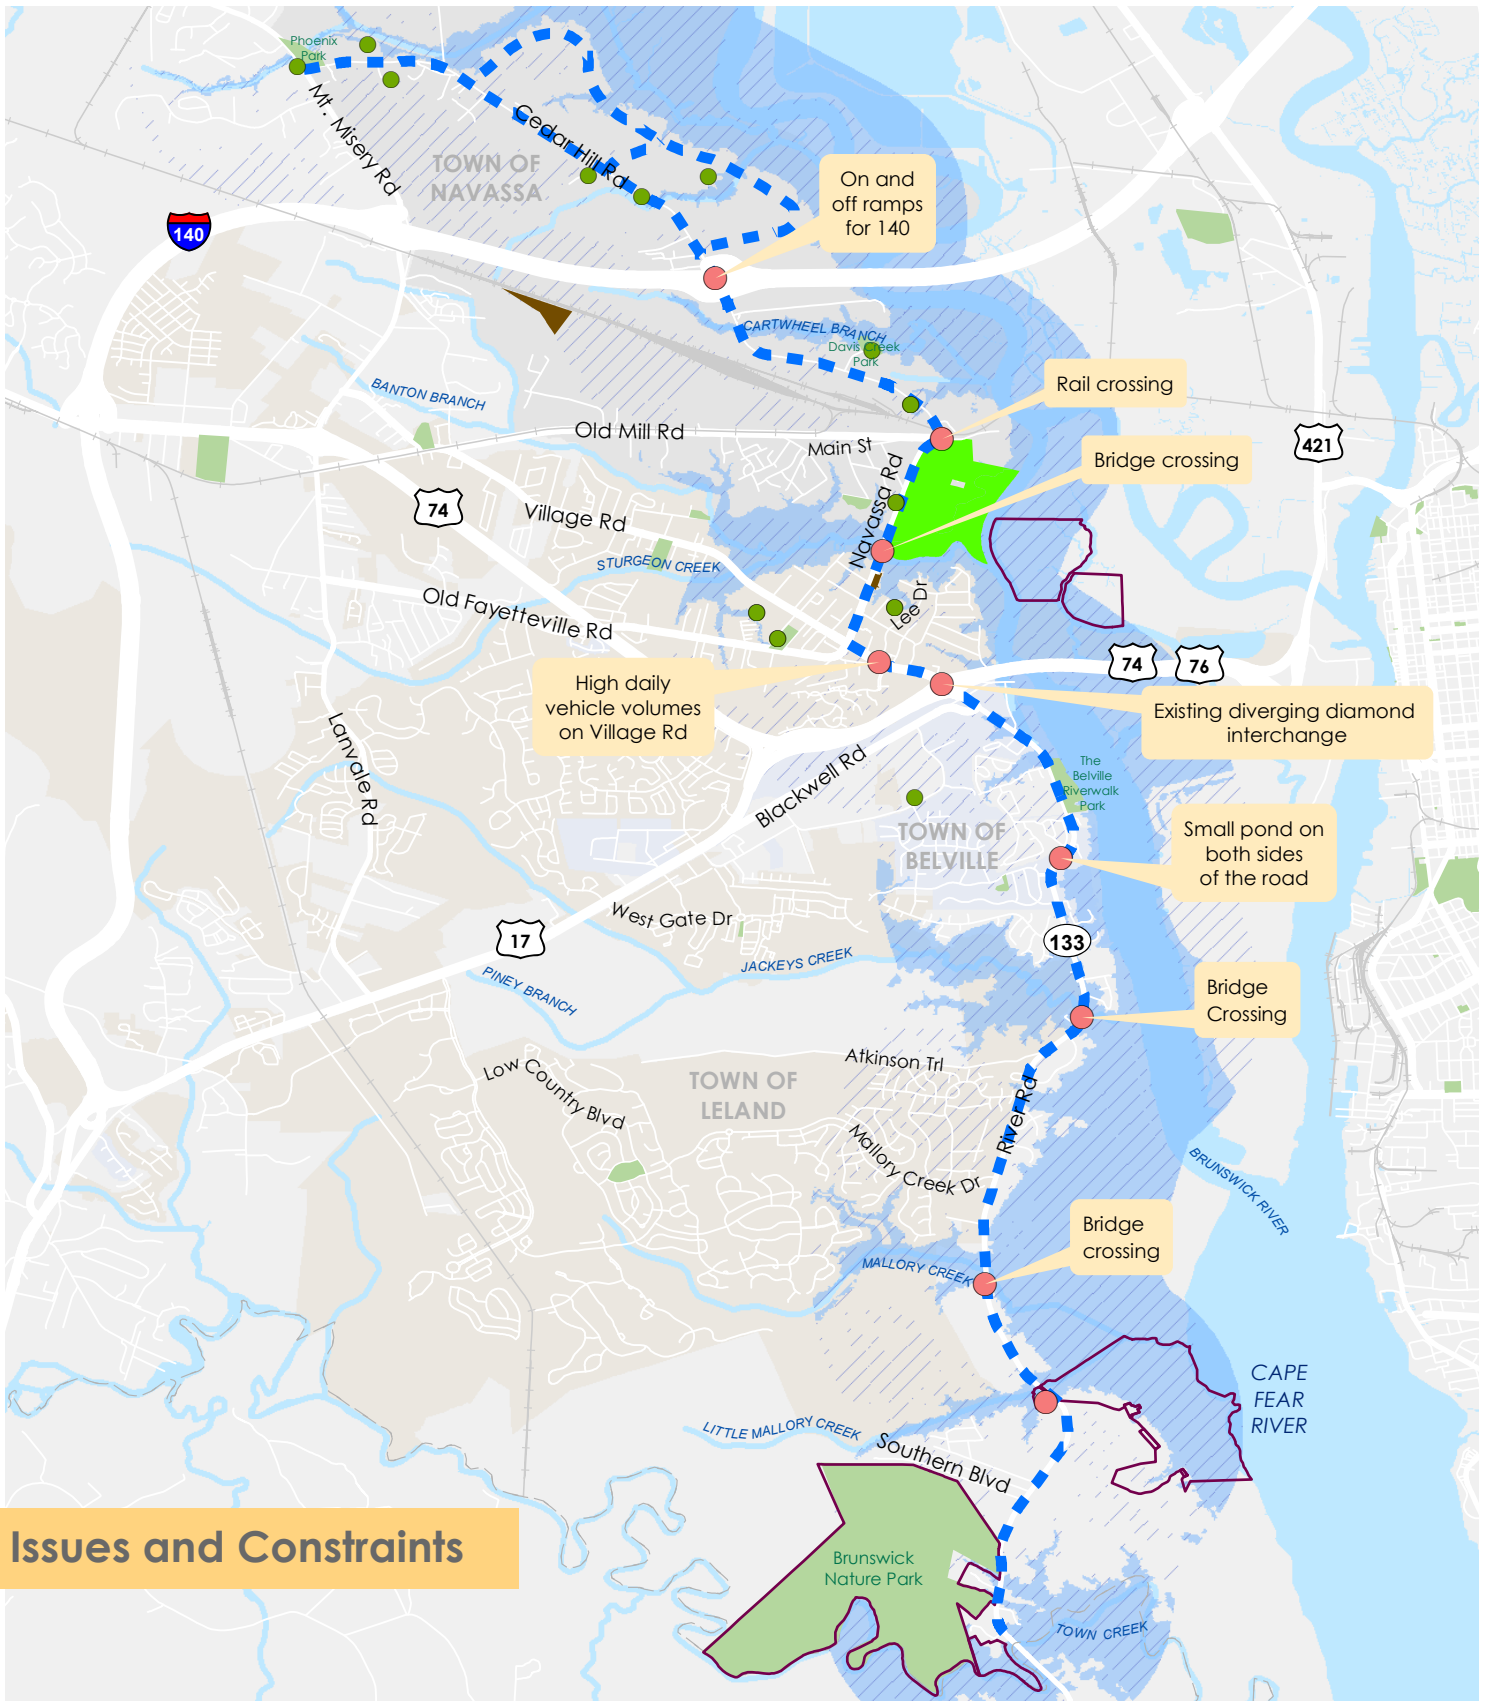 Phoenix
Park
Mt. Misery Rd
Cedar Hill Rd
TOWN OF
NAVASSA
On and
off ramps
for 140
140
CARTWHEEL BRANCH
Davis Creek
Park
Rail crossing
BANTON BRANCH
Old Mill Rd
Main St
421
Bridge crossing
74
Village Rd
Navassa Rd
STURGEON CREEK
Old Fayetteville Rd
Lee Dr
74
76
High daily
vehicle volumes
on Village Rd
Existing diverging diamond
interchange
Lanvale Rd
Blackwell Rd
The
Belville
Riverwalk
Park
TOWN OF
BELVILLE
Small pond on
both sides
of the road
West Gate Dr
17
133
JACKEYS CREEK
PINEY BRANCH
Bridge
Crossing
Atkinson Trl
Low Country Blvd
TOWN OF
LELAND
River Rd
Mallory Creek Dr
BRUNSWICK RIVER
Bridge
crossing
MALLORY CREEK
CAPE
FEAR
RIVER
LITTLE MALLORY CREEK
Southern Blvd
Issues and Constraints
Brunswick
Nature Park
TOWN CREEK